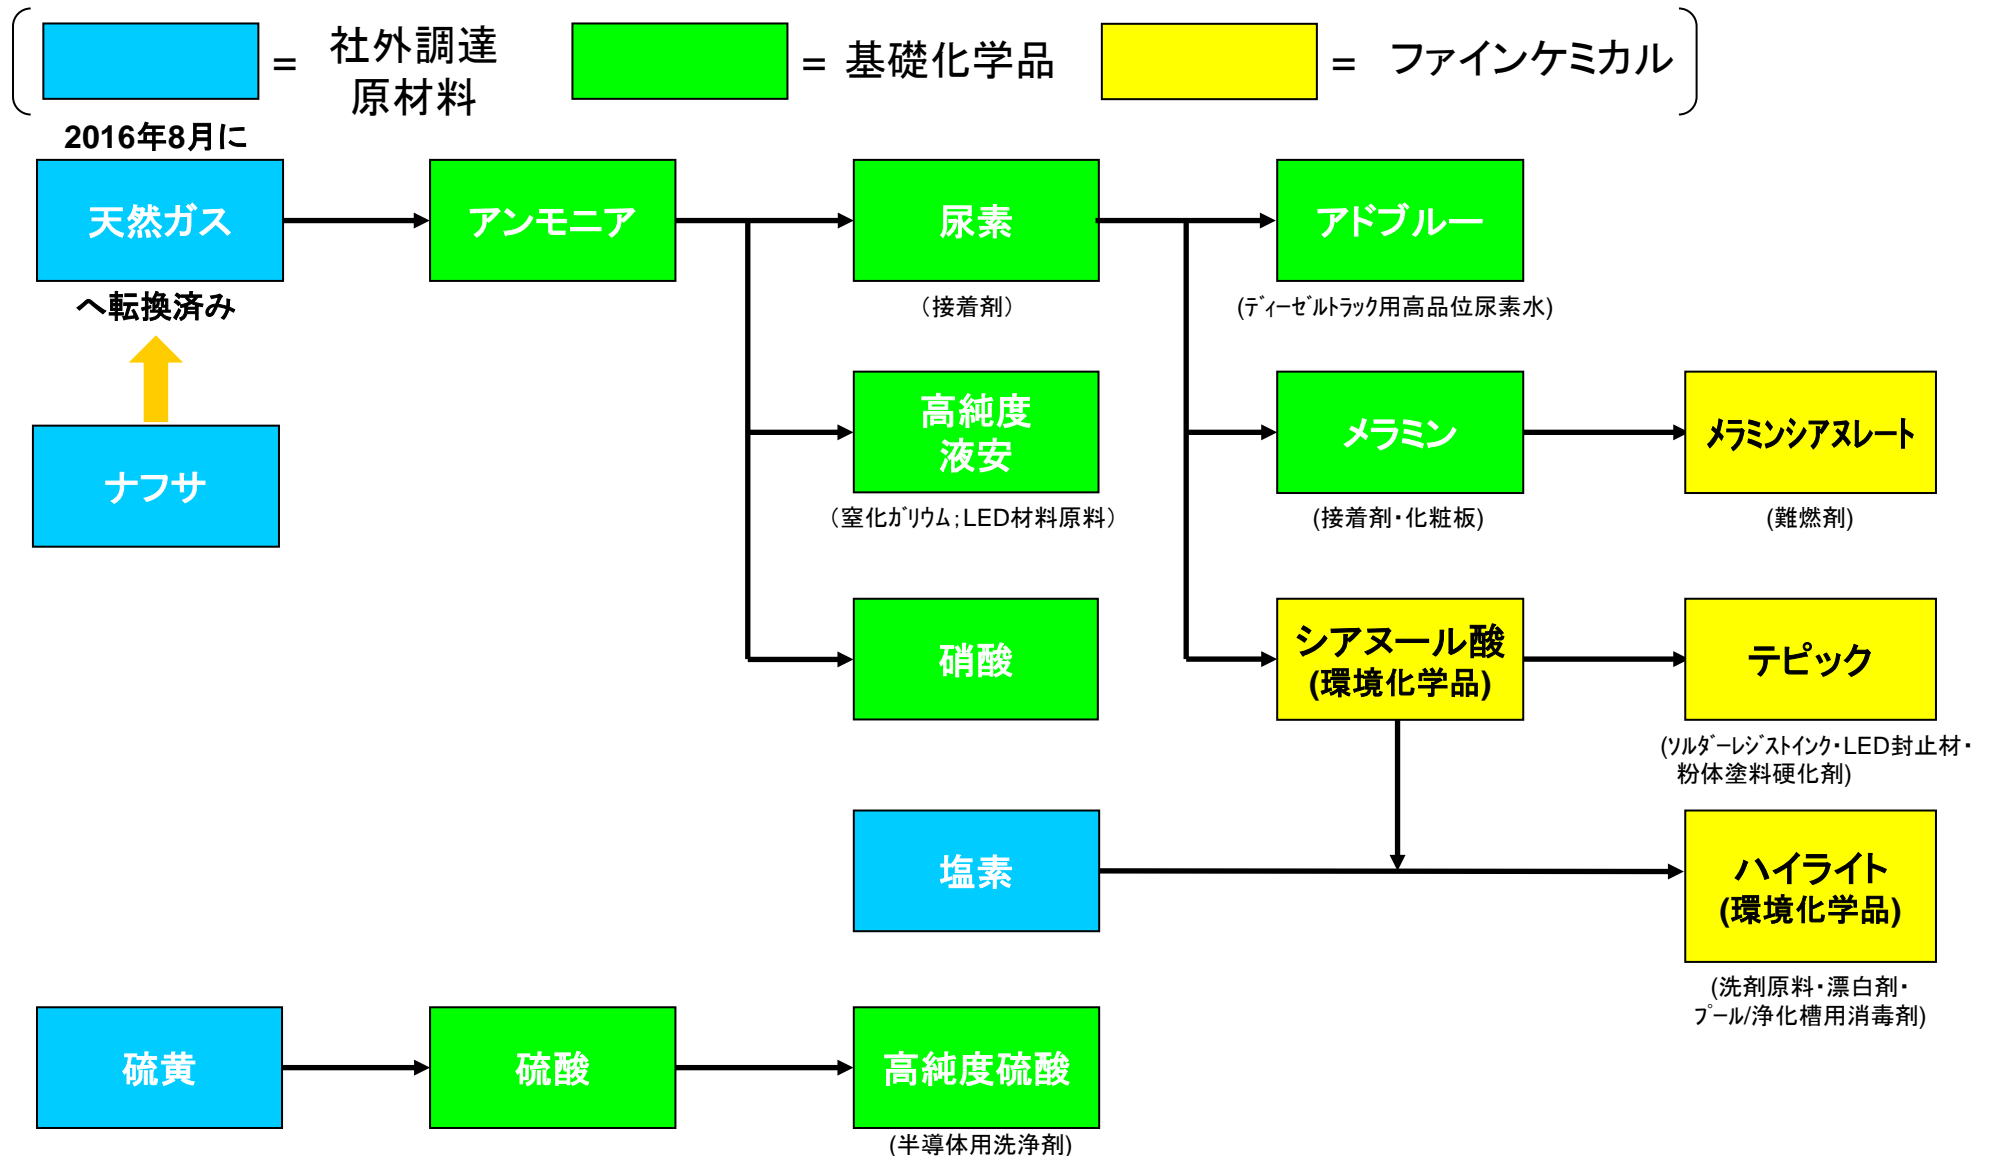 = 社外調達
原材料
= 基礎化学品
= ファインケミカル
2016年8月に
天然ガス
アンモニア
尿素
アドブルー
へ転換済み
（接着剤）
(ﾃﾞｨｰｾﾞﾙﾄﾗｯｸ用高品位尿素水)
ナフサ
高純度
液安
メラミン
メラミンシアヌレート
（窒化ｶﾞﾘｳﾑ；LED材料原料）
(接着剤・化粧板)
(難燃剤)
硝酸
シアヌール酸
(環境化学品)
テピック
(ｿﾙﾀﾞｰﾚｼﾞｽﾄｲﾝｸ・LED封止材・
粉体塗料硬化剤)
塩素
ハイライト
(環境化学品)
(洗剤原料・漂白剤・
ﾌﾟｰﾙ/浄化槽用消毒剤)
硫黄
硫酸
高純度硫酸
(半導体用洗浄剤)